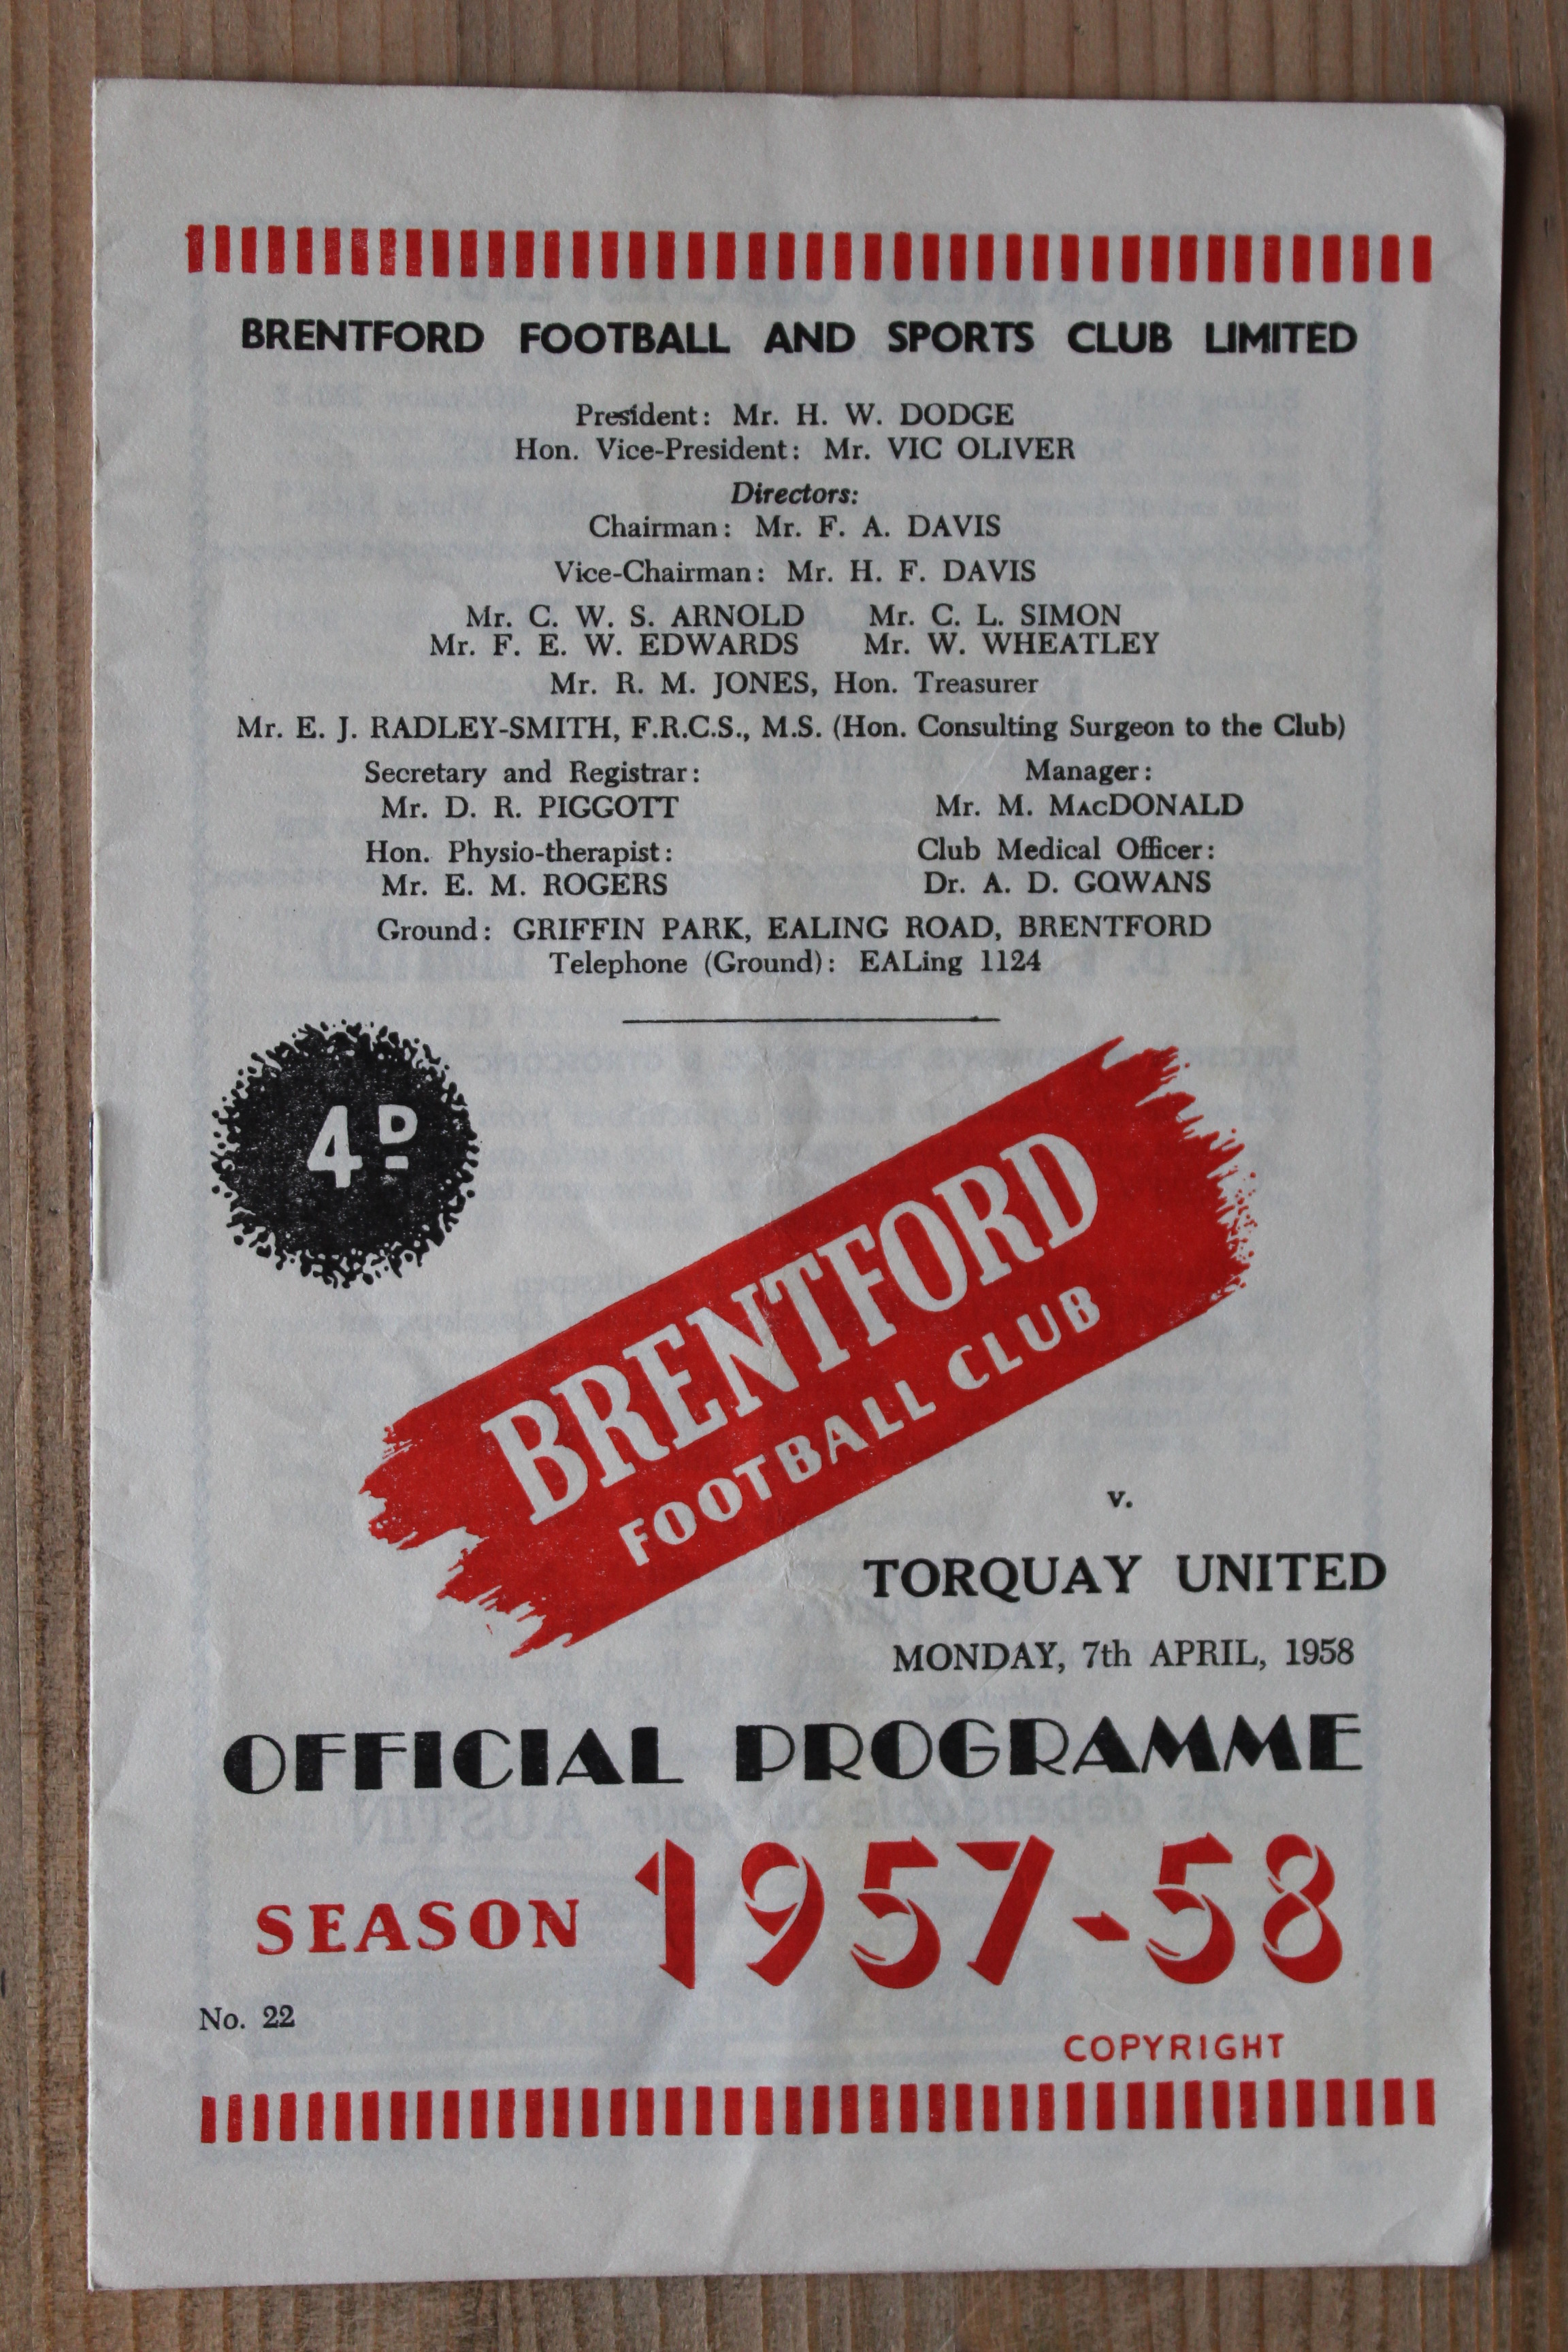 BRENTFORD FOOTBALL AND SPORTS CLUB LIMITED
President: Mr. H. W. DODGE
Hon. Vice-President: Mr. VIC OLIVER
Directors:
Chairman: Mr. F. A. DAVIS
Vice-Chairman: Mr. H. F. DAVIS
Mr. C. W. S. ARNOLD Mr. C. L. SIMON
Mr. F. E. W. EDWARDS Mr. W. WHEATLEY
Mr. R. M. JONES, Hon. Treasurer
Mr. E. J. RADLEY-SMITH, F.R.C.S., M.S. (Hon. Consulting Surgeon to the Club)
Secretary and Registrar: Manager:
Mr. D. R. PIGGOTT Mr. M. MacDONALD
Hon. Physio-therapist: Club Medical Officer:
Mr. E. M. ROGERS Dr. A. D. GOWANS
Ground: GRIFFIN PARK, EALING ROAD, BRENTFORD
Telephone (Ground): EALing 1124
4D
BRENTFORD
FOOTBALL CLUB
v.
TORQUAY UNITED
MONDAY, 7th APRIL, 1958
OFFICIAL PROGRAMME
SEASON 1957-58
No. 22
COPYRIGHT